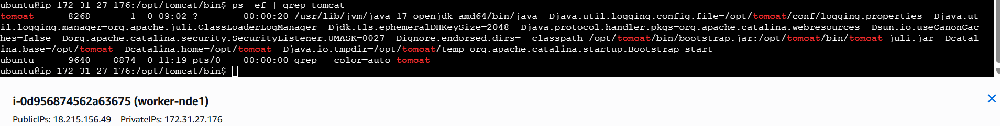 ubuntu@ip-172-31-27-176:/opt/tomcat/bin$ ps -ef | grep tomcat
tomcat      8268       1  0 09:02 ?        00:00:20 /usr/lib/jvm/java-17-openjdk-amd64/bin/java -Djava.util.logging.config.file=/opt/tomcat/conf/logging.properties -Djava.ut
il.logging.manager=org.apache.juli.ClassLoaderLogManager -Djdk.tls.ephemeralDHKeySize=2048 -Djava.protocol.handler.pkgs=org.apache.catalina.webresources -Dsun.io.useCanonCac
hes=false -Dorg.apache.catalina.security.SecurityListener.UMASK=0027 -Dignore.endorsed.dirs= -classpath /opt/tomcat/bin/bootstrap.jar:/opt/tomcat/bin/tomcat-juli.jar -Dcatal
ina.base=/opt/tomcat -Dcatalina.home=/opt/tomcat -Djava.io.tmpdir=/opt/tomcat/temp org.apache.catalina.startup.Bootstrap start
ubuntu      9640    8874  0 11:19 pts/0    00:00:00 grep --color=auto tomcat
ubuntu@ip-172-31-27-176:/opt/tomcat/bin$
i-0d956874562a63675 (worker-nde1)
PublicIPs: 18.215.156.49 PrivateIPs: 172.31.27.176